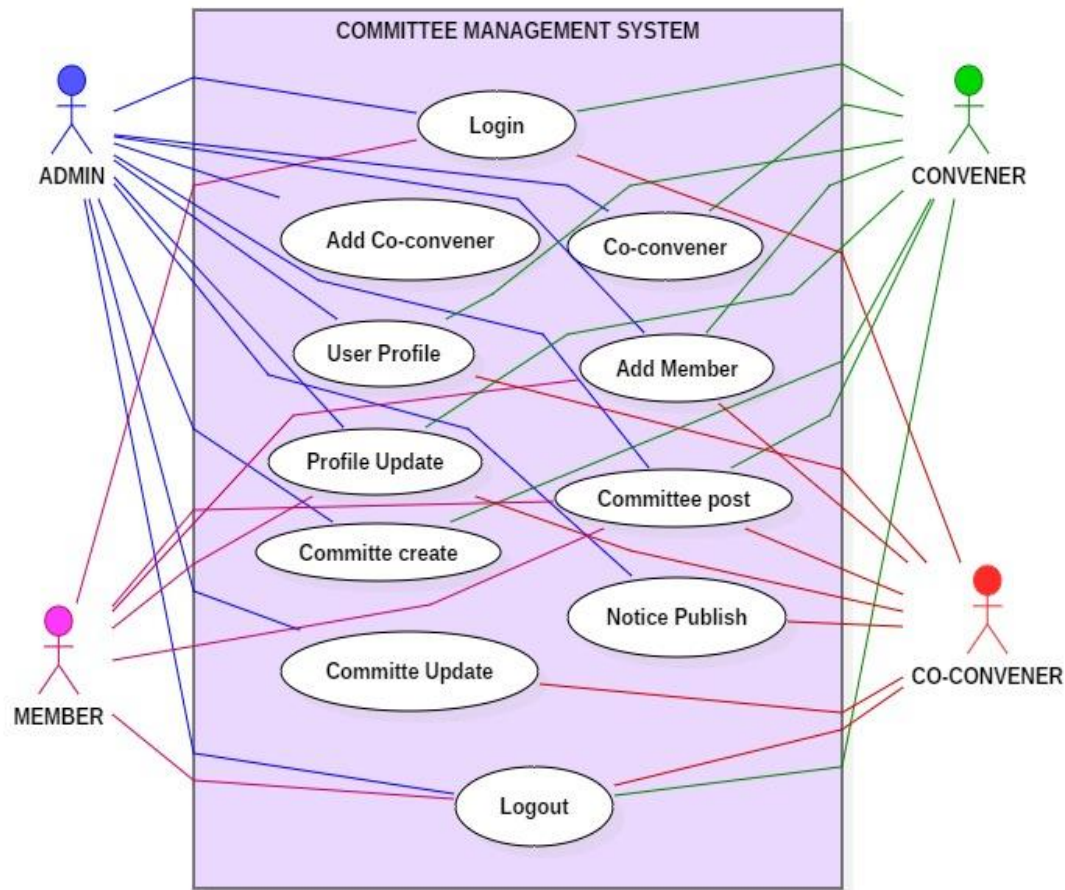 COMMITTEE MANAGEMENT SYSTEM
Login
ADMIN
CONVENER
Add Co-convener
Co-convener
User Profile
Add Member
Profile Update
Committee post
Committe create
Notice Publish
Committe Update
CO-CONVENER
MEMBER
Logout